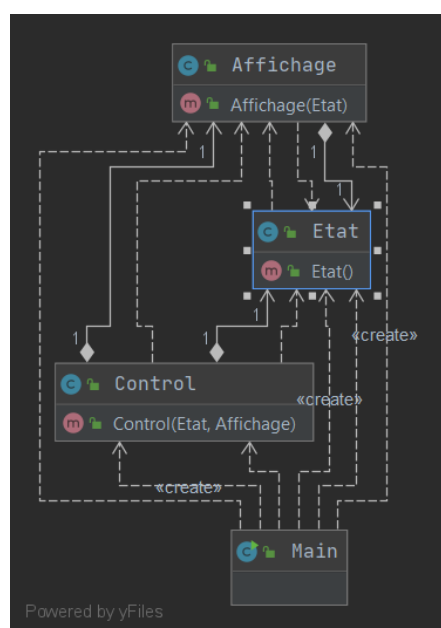 Affichage
Affichage(Etat)
1
1
1
Etat
Etat()
1
1
1
«create»
Control
«create»
Control(Etat, Affichage)
«create»
Main
Powered by yFiles